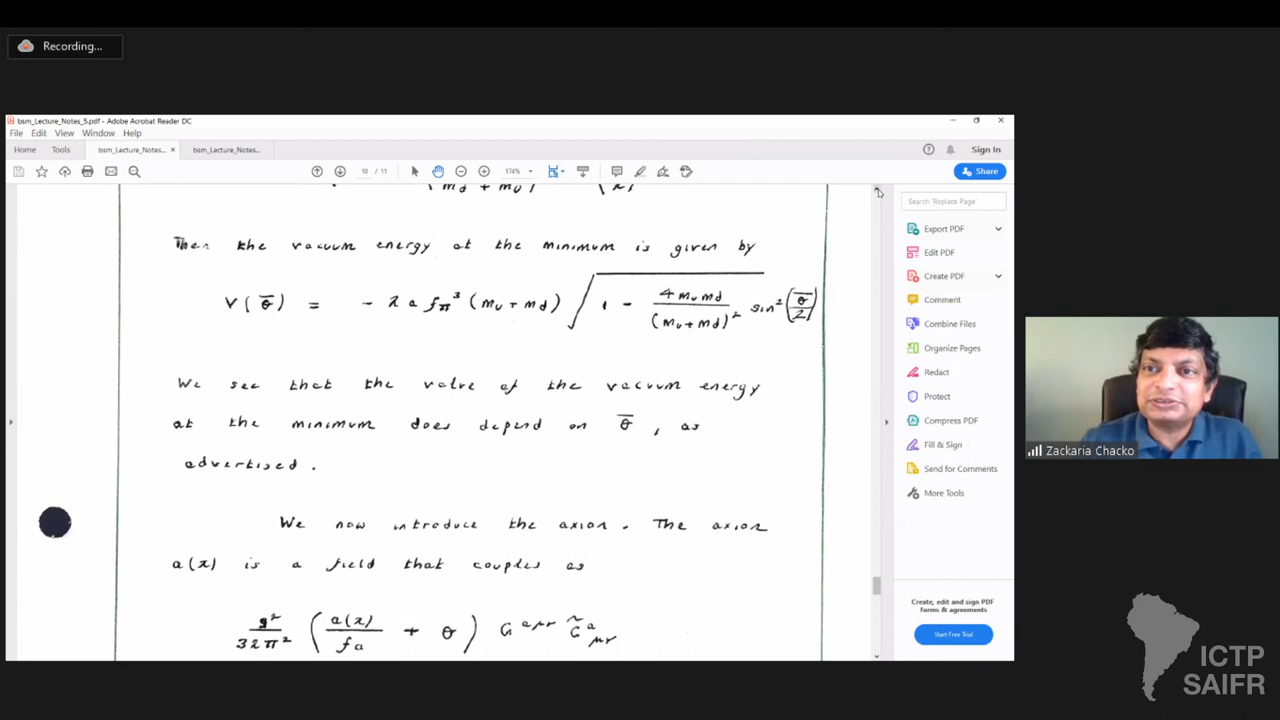 Recording...
bsm_Lecture_Notes_5.pdf - Adobe Acrobat Reader DC
File Edit View Window Help
Home Tools bsm_Lecture_Notes... × bsm_Lecture_Notes... Sign In
10 / 11 174% Share
(md + mu)
Then the vacuum energy at the minimum is given by
V(θ̄) = - 2 a fπ³ (mu + md) √(1 - 4 mu md / (mu + md)² sin² (θ̄/2))
We see that the value of the vacuum energy
at the minimum does depend on θ̄, as
advertised.
We now introduce the axion. The axion
a(x) is a field that couples as
g²/32π² (a(x)/fa + θ) G^aμν G̃^a_μν
Search 'Replace Page'
Export PDF
Edit PDF
Create PDF
Comment
Combine Files
Organize Pages
Redact
Protect
Compress PDF
Fill & Sign
Send for Comments
More Tools
Create, edit and sign PDF
forms & agreements
Start Free Trial
Zackaria Chacko
ICTP
SAIFR